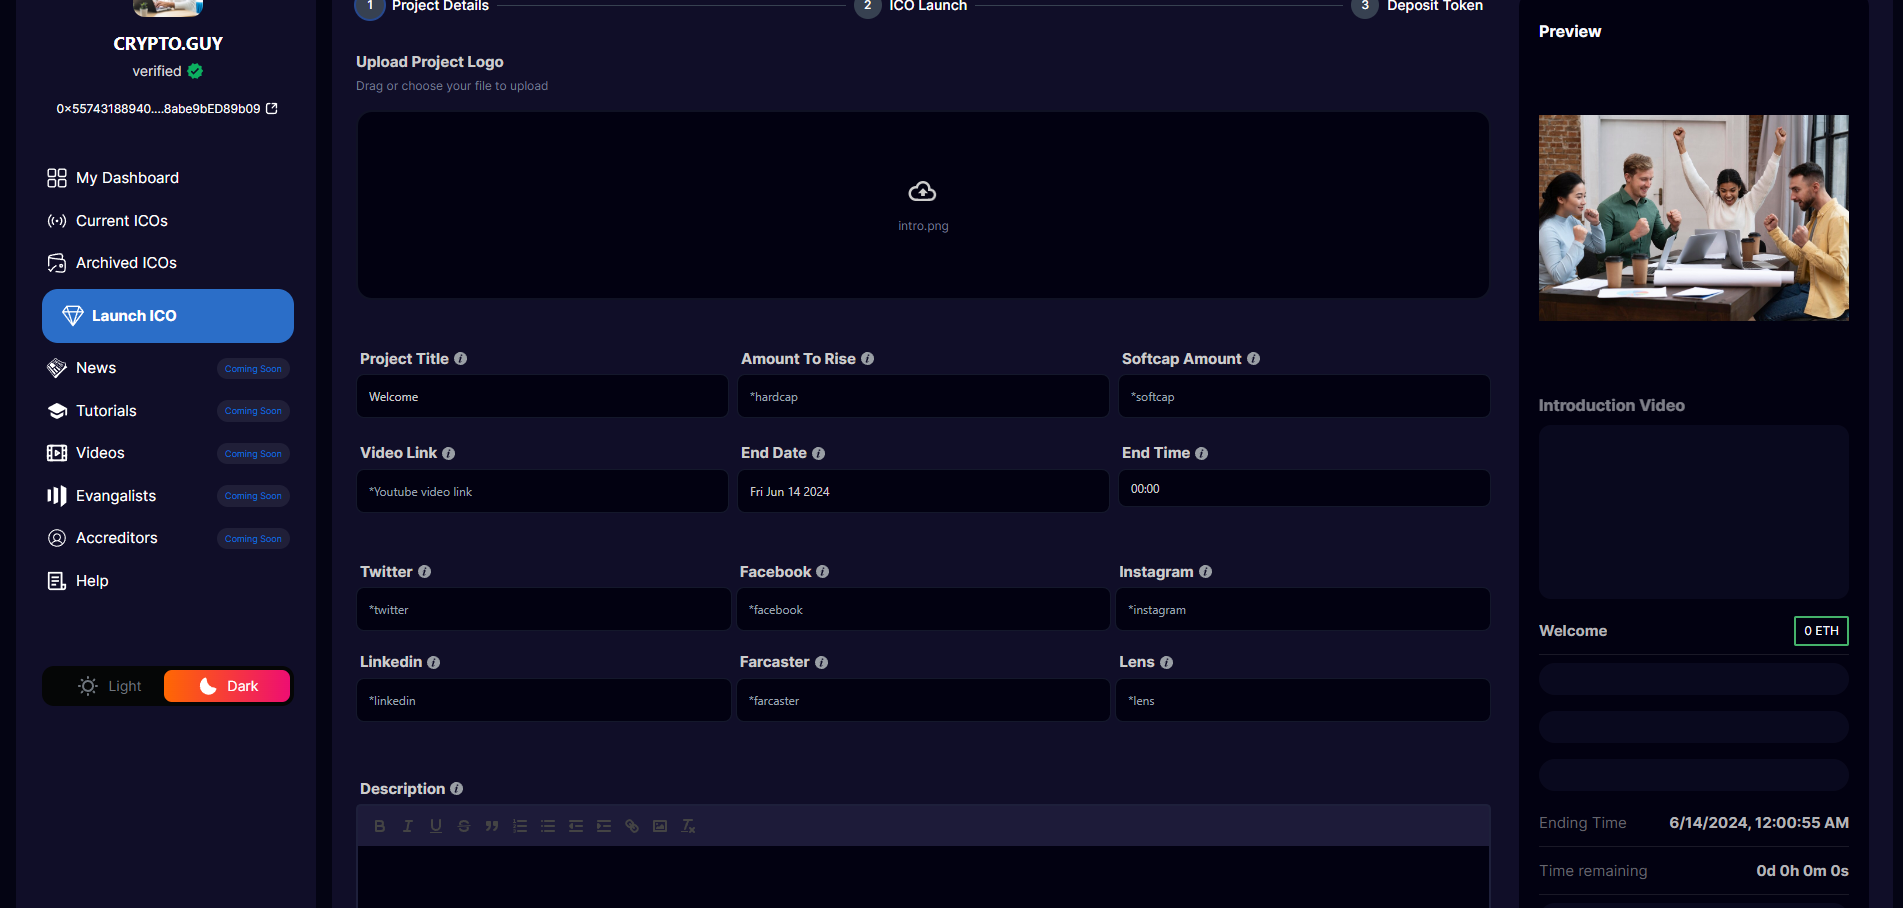 CRYPTO.GUY
verified
0x55743188940....8abe9bED89b09
My Dashboard
Current ICOs
Archived ICOs
Launch ICO
News Coming Soon
Tutorials Coming Soon
Videos Coming Soon
Evangalists Coming Soon
Accreditors Coming Soon
Help
Light Dark
1 Project Details 2 ICO Launch 3 Deposit Token
Upload Project Logo
Drag or choose your file to upload
intro.png
Project Title Amount To Rise Softcap Amount
Welcome *hardcap *softcap
Video Link End Date End Time
*Youtube video link Fri Jun 14 2024 00:00
Twitter Facebook Instagram
*twitter *facebook *instagram
Linkedin Farcaster Lens
*linkedin *farcaster *lens
Description
Preview
Introduction Video
Welcome 0 ETH
Ending Time 6/14/2024, 12:00:55 AM
Time remaining 0d 0h 0m 0s